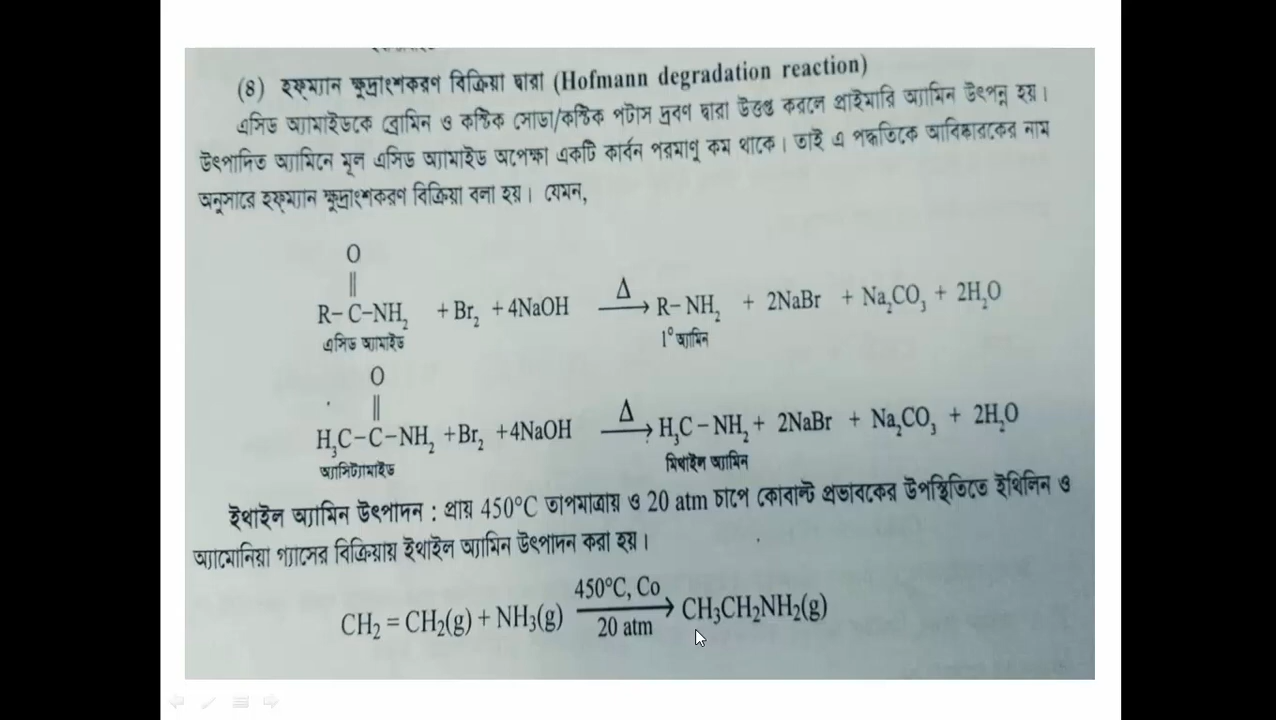 (8) হফ্‌ম্যান ক্ষুদ্রাংশকরণ বিক্রিয়া দ্বারা (Hofmann degradation reaction)
এসিড অ্যামাইডকে ব্রোমিন ও কষ্টিক সোডা/কষ্টিক পটাস দ্রবণ দ্বারা উত্তপ্ত করলে প্রাইমারি অ্যামিন উৎপন্ন হয়।
উৎপাদিত অ্যামিনে মূল এসিড অ্যামাইড অপেক্ষা একটি কার্বন পরমাণু কম থাকে। তাই এ পদ্ধতিকে আবিষ্কারকের নাম
অনুসারে হফ্‌ম্যান ক্ষুদ্রাংশকরণ বিক্রিয়া বলা হয়। যেমন,
O
||
R–C–NH₂ + Br₂ + 4NaOH Δ → R–NH₂ + 2NaBr + Na₂CO₃ + 2H₂O
এসিড অ্যামাইড 1° অ্যামিন
O
||
H₃C–C–NH₂ + Br₂ + 4NaOH Δ → H₃C–NH₂ + 2NaBr + Na₂CO₃ + 2H₂O
অ্যাসিট্যামাইড মিথাইল অ্যামিন
ইথাইল অ্যামিন উৎপাদন : প্রায় 450°C তাপমাত্রায় ও 20 atm চাপে কোবাল্ট প্রভাবকের উপস্থিতিতে ইথিলিন ও
অ্যামোনিয়া গ্যাসের বিক্রিয়ায় ইথাইল অ্যামিন উৎপাদন করা হয়।
450°C, Co
CH₂ = CH₂(g) + NH₃(g) → CH₃CH₂NH₂(g)
20 atm